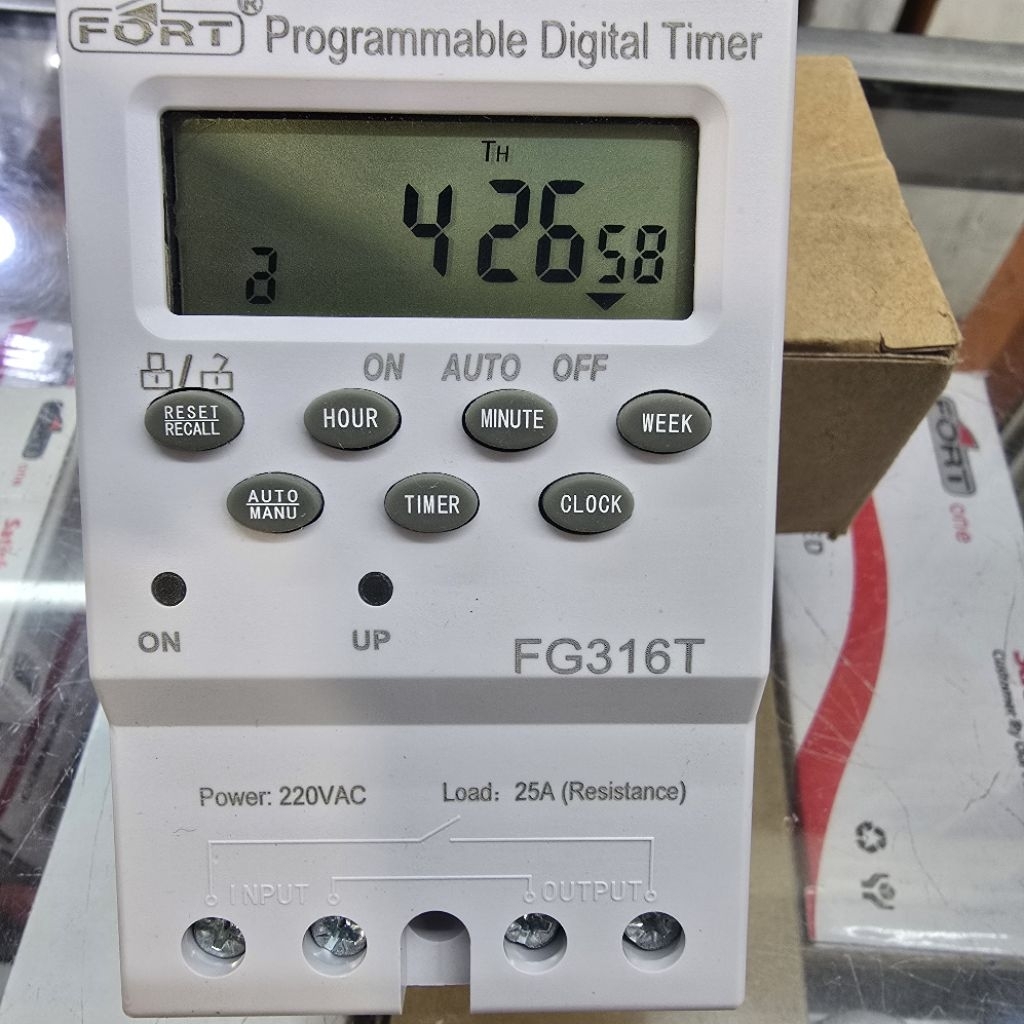 FORT® Programmable Digital Timer
TH
4 26 58
a
ON AUTO OFF
RESET
RECALL
HOUR
MINUTE
WEEK
AUTO
MANU
TIMER
CLOCK
ON
UP
FG316T
Power: 220VAC
Load: 25A (Resistance)
INPUT
OUTPUT
FORT
one